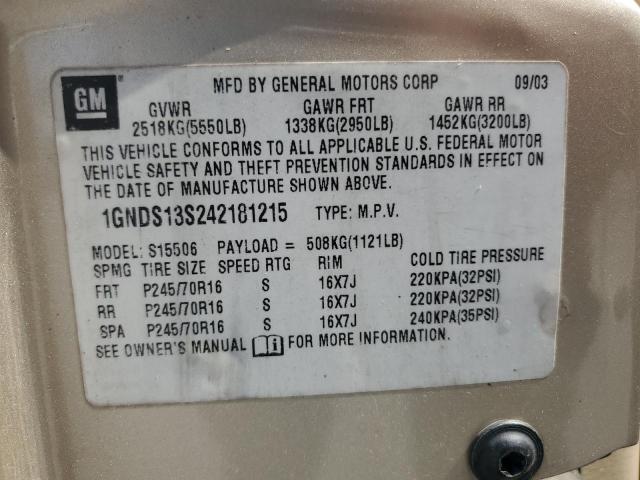 GM
MFD BY GENERAL MOTORS CORP 09/03
GVWR GAWR FRT GAWR RR
2518KG(5550LB) 1338KG(2950LB) 1452KG(3200LB)
THIS VEHICLE CONFORMS TO ALL APPLICABLE U.S. FEDERAL MOTOR
VEHICLE SAFETY AND THEFT PREVENTION STANDARDS IN EFFECT ON
THE DATE OF MANUFACTURE SHOWN ABOVE.
1GNDS13S242181215 TYPE: M.P.V.
MODEL: S15506 PAYLOAD = 508KG(1121LB)
SPMG TIRE SIZE SPEED RTG RIM COLD TIRE PRESSURE
FRT P245/70R16 S 16X7J 220KPA(32PSI)
RR P245/70R16 S 16X7J 220KPA(32PSI)
SPA P245/70R16 S 16X7J 240KPA(35PSI)
SEE OWNER'S MANUAL FOR MORE INFORMATION.